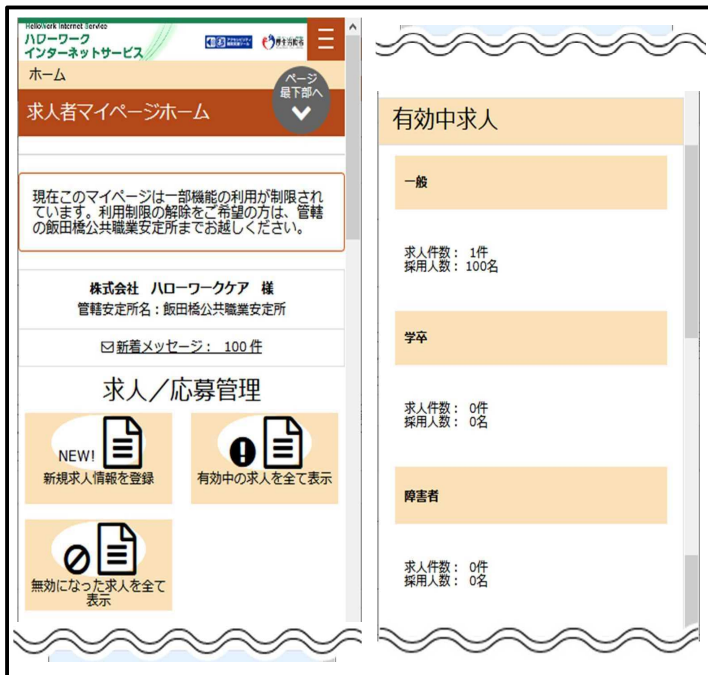 HelloWork Internet Service
ハローワーク
インターネットサービス
厚生労働省
ホーム
ページ
最下部へ
求人者マイページホーム
現在このマイページは一部機能の利用が制限され
ています。利用制限の解除をご希望の方は、管轄
の飯田橋公共職業安定所までお越しください。
株式会社 ハローワークケア 様
管轄安定所名：飯田橋公共職業安定所
新着メッセージ： 100 件
求人／応募管理
NEW!
新規求人情報を登録
有効中の求人を全て表示
無効になった求人を全て
表示
有効中求人
一般
求人件数： 1件
採用人数： 100名
学卒
求人件数： 0件
採用人数： 0名
障害者
求人件数： 0件
採用人数： 0名